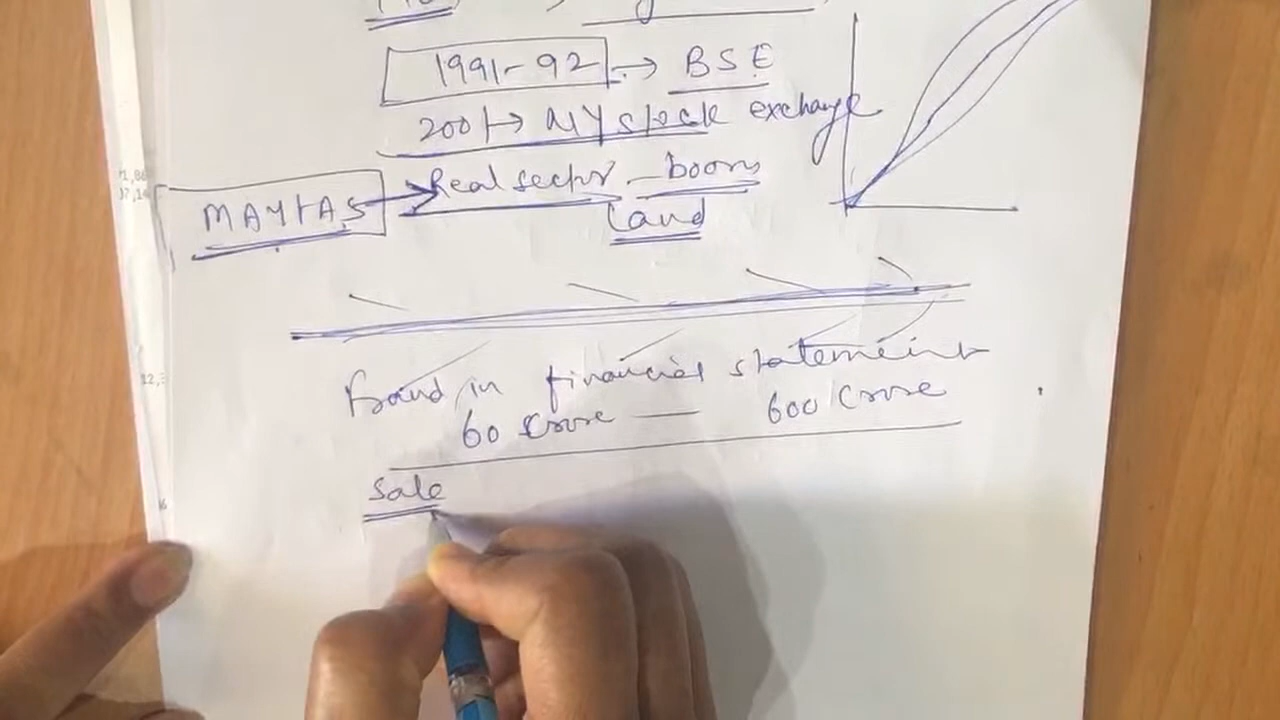 1991-92 → BSE
2001→ NY stock exchange
MAYTAS → Real sector - boom
Land
Fraud in financial statement
60 crore — 600 crore
Sale
12,